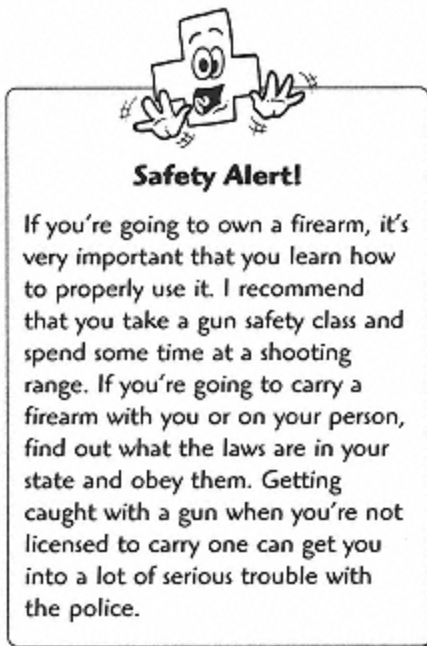 Safety Alert!
If you're going to own a firearm, it's
very important that you learn how
to properly use it. I recommend
that you take a gun safety class and
spend some time at a shooting
range. If you're going to carry a
firearm with you or on your person,
find out what the laws are in your
state and obey them. Getting
caught with a gun when you're not
licensed to carry one can get you
into a lot of serious trouble with
the police.